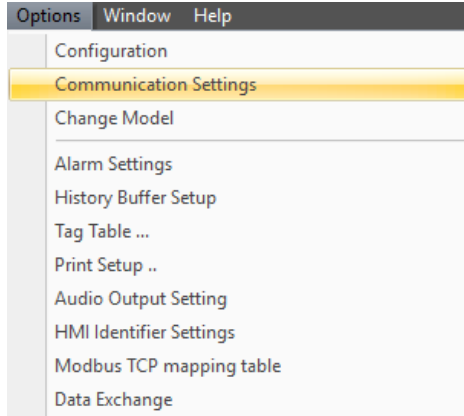 Options Window Help
Configuration
Communication Settings
Change Model
Alarm Settings
History Buffer Setup
Tag Table ...
Print Setup ..
Audio Output Setting
HMI Identifier Settings
Modbus TCP mapping table
Data Exchange